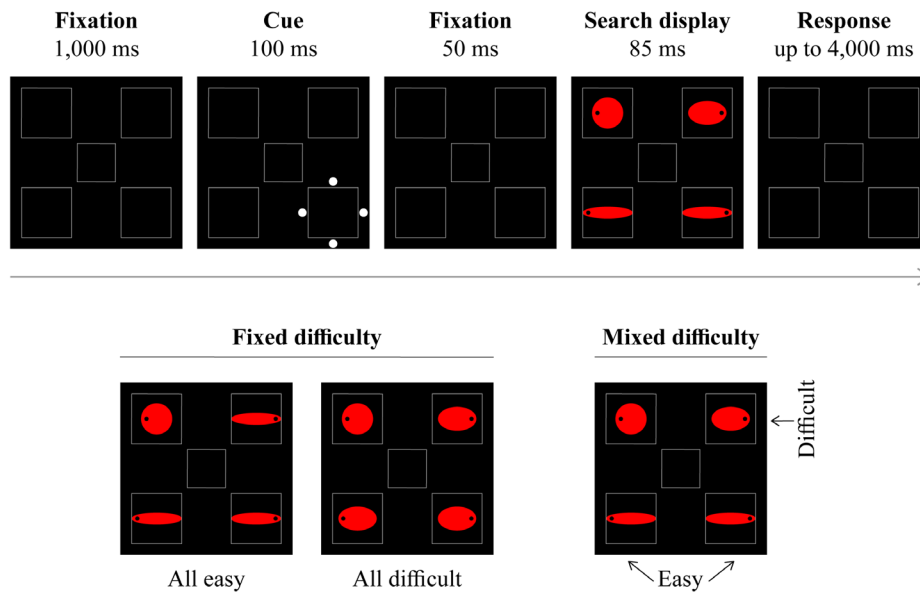 Fixation
1,000 ms
Cue
100 ms
Fixation
50 ms
Search display
85 ms
Response
up to 4,000 ms
Fixed difficulty
Mixed difficulty
Difficult
All easy
All difficult
Easy